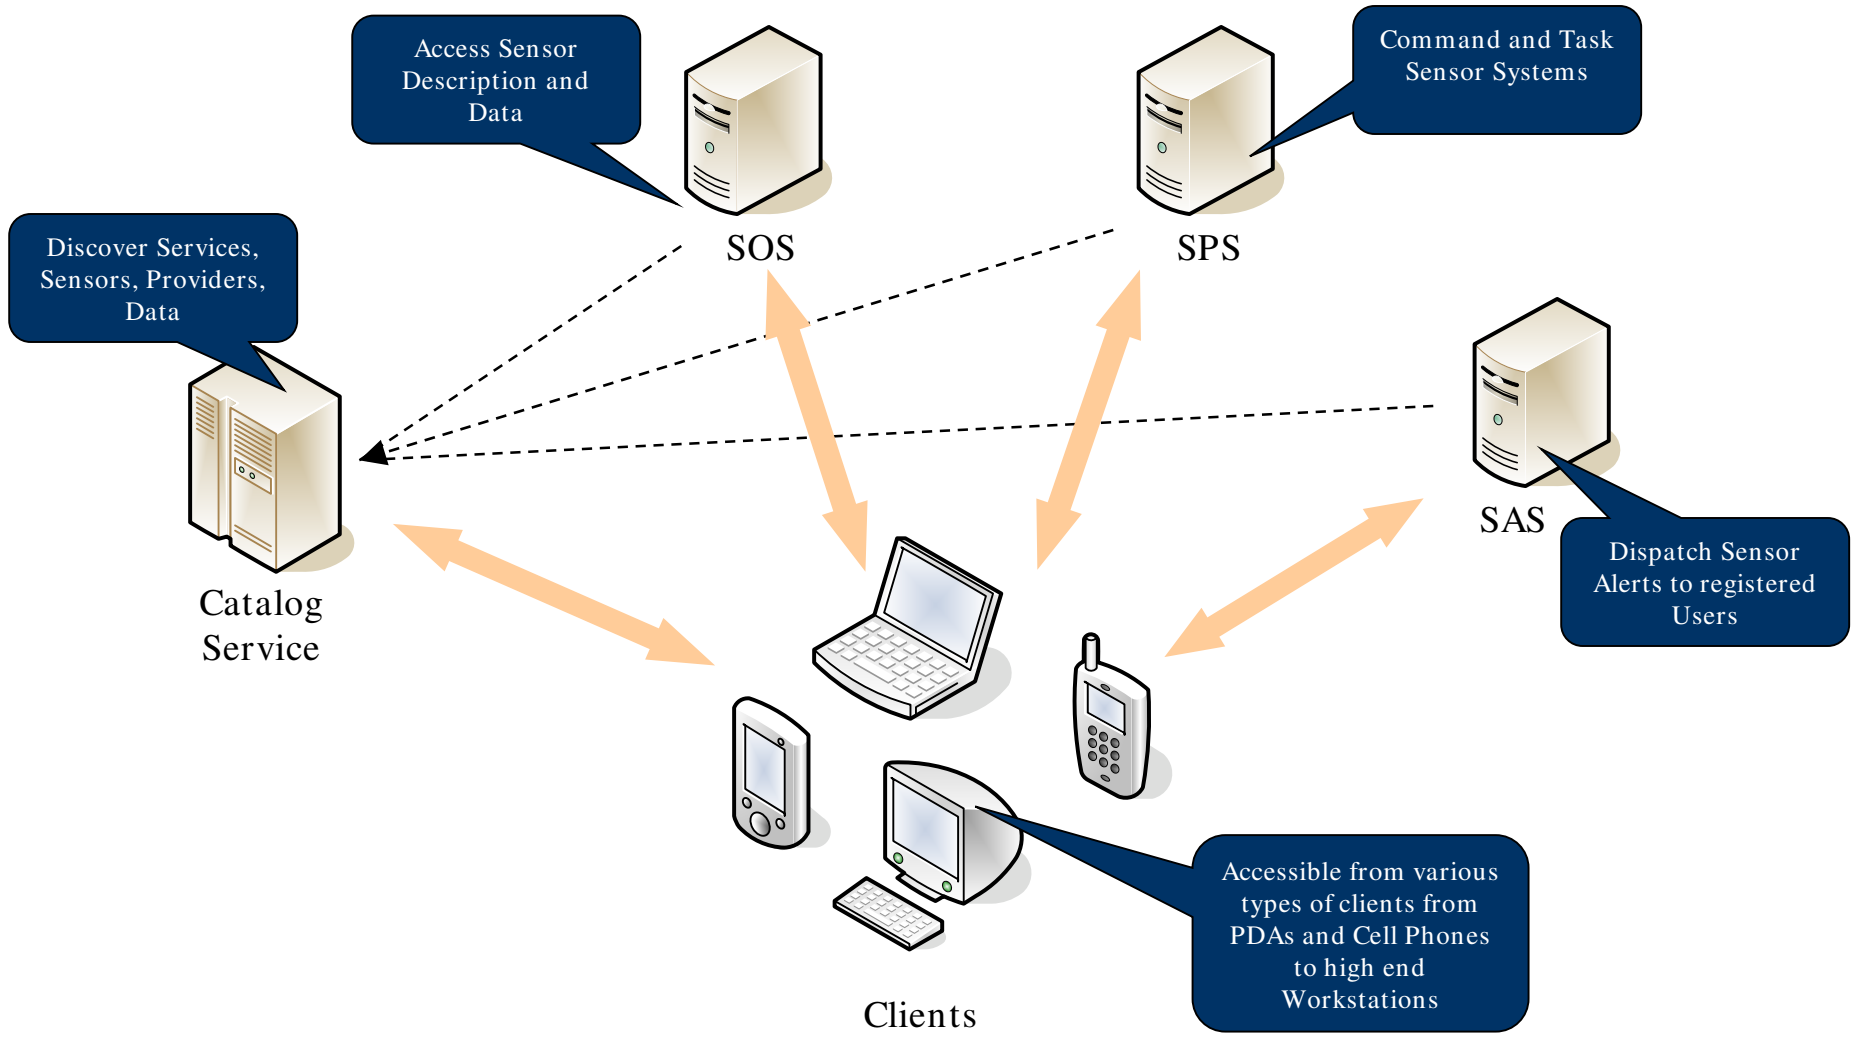 Access Sensor
Description and
Data
Command and Task
Sensor Systems
Discover Services,
Sensors, Providers,
Data
SOS
SPS
SAS
Dispatch Sensor
Alerts to registered
Users
Catalog
Service
Accessible from various
types of clients from
PDAs and Cell Phones
to high end
Workstations
Clients